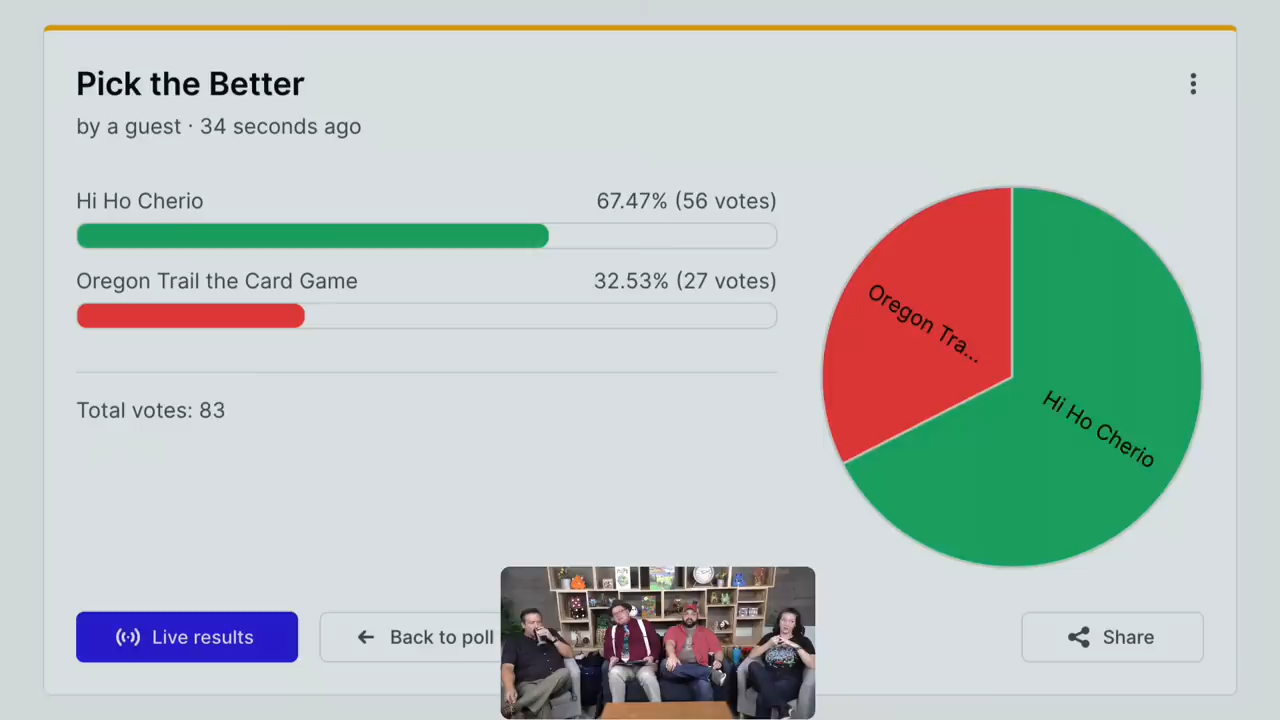 Pick the Better
by a guest · 34 seconds ago
Hi Ho Cherio
67.47% (56 votes)
Oregon Trail the Card Game
32.53% (27 votes)
Total votes: 83
Oregon Tra...
Hi Ho Cherio
Live results
Back to poll
Share